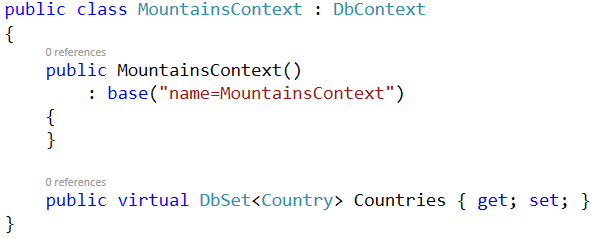 public class MountainsContext : DbContext
{
0 references
public MountainsContext()
: base("name=MountainsContext")
{
}
0 references
public virtual DbSet<Country> Countries { get; set; }
}